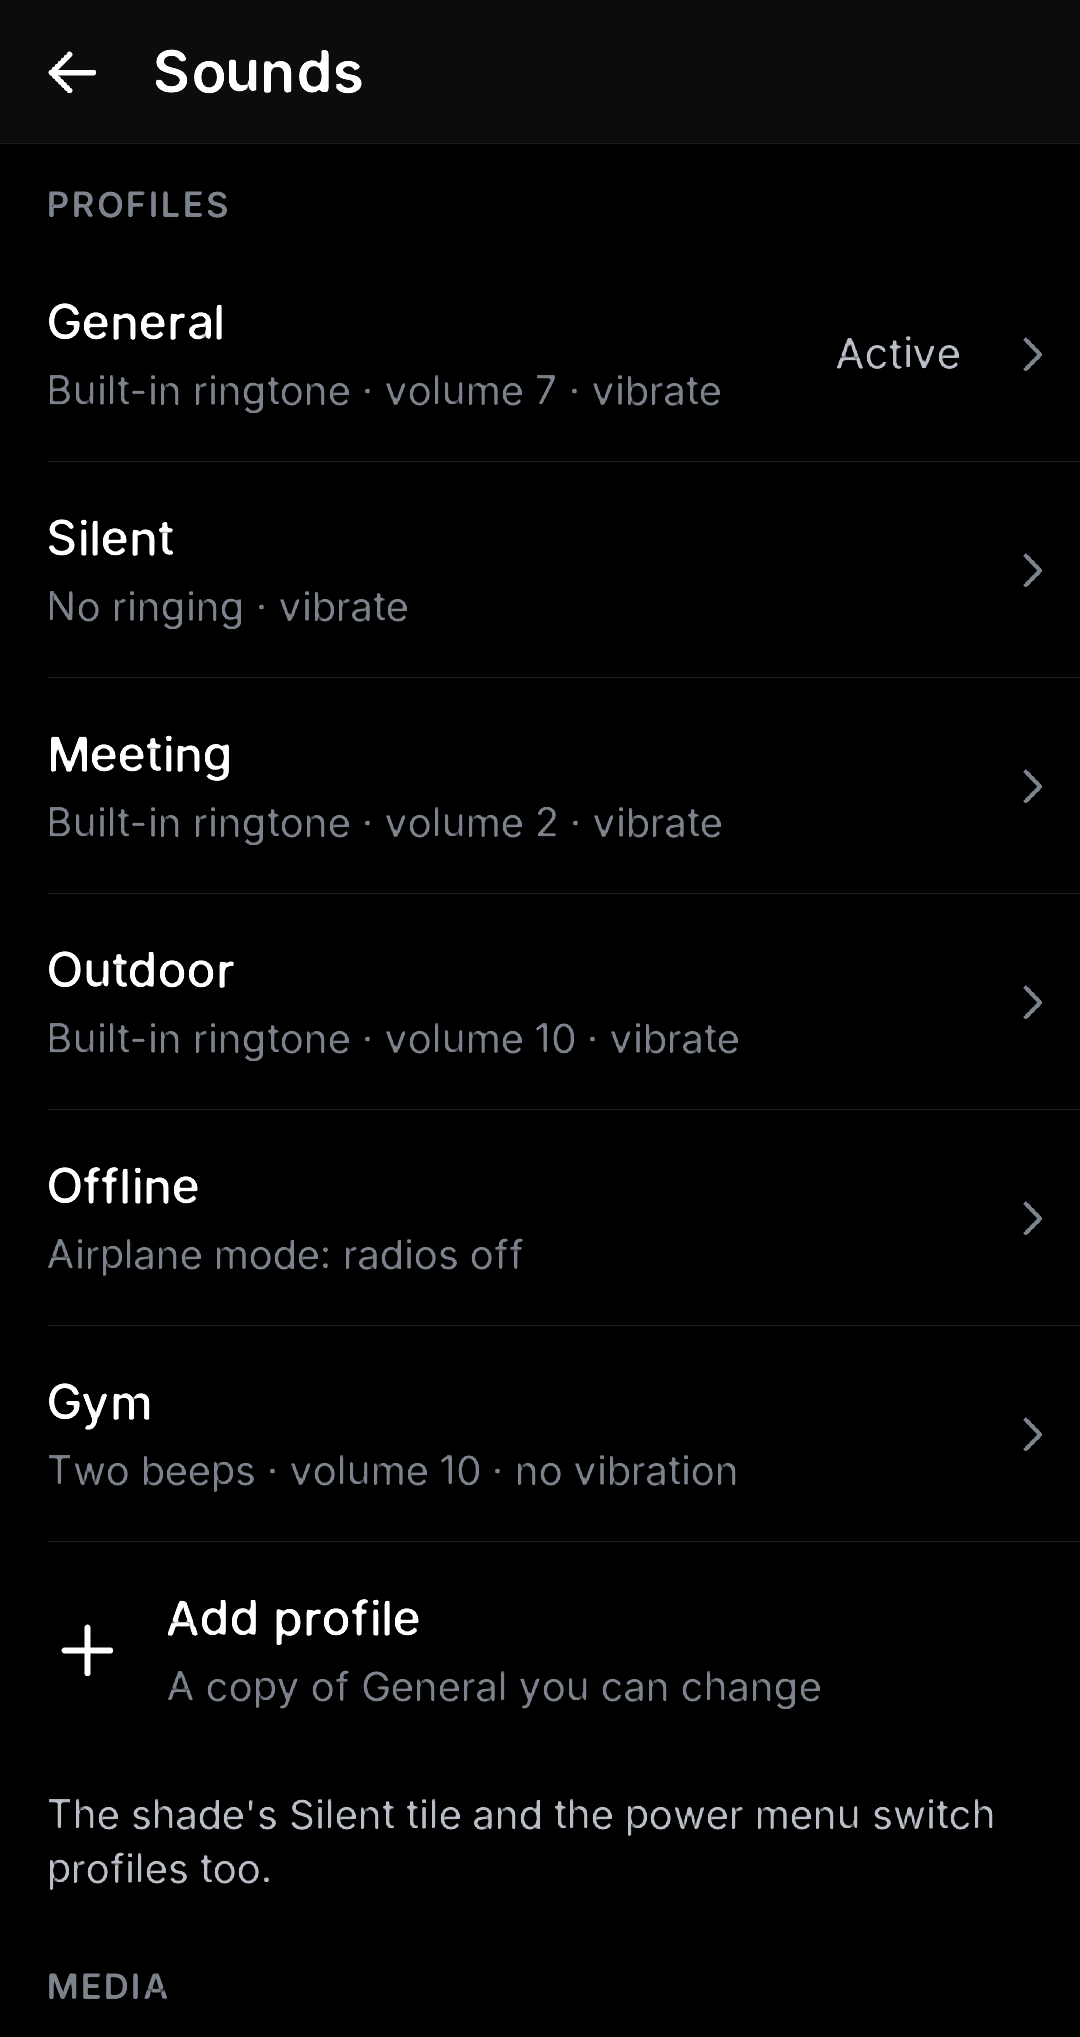 Sounds
PROFILES
General
Built-in ringtone · volume 7 · vibrate
Active
Silent
No ringing · vibrate
Meeting
Built-in ringtone · volume 2 · vibrate
Outdoor
Built-in ringtone · volume 10 · vibrate
Offline
Airplane mode: radios off
Gym
Two beeps · volume 10 · no vibration
Add profile
A copy of General you can change
The shade's Silent tile and the power menu switch
profiles too.
MEDIA